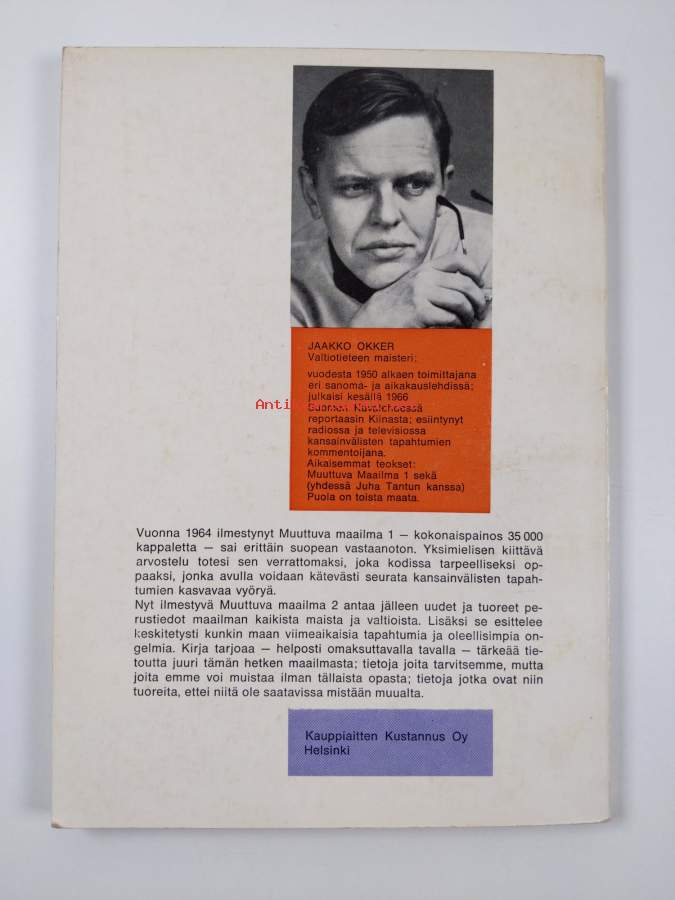 JAAKKO OKKER
Valtiotieteen maisteri;
vuodesta 1950 alkaen toimittajana
eri sanoma- ja aikakauslehdissä;
julkaisi kesällä 1966
Suomen Kuvalehdessä
reportaasin Kiinasta; esiintynyt
radiossa ja televisiossa
kansainvälisten tapahtumien
kommentoijana.
Aikaisemmat teokset:
Muuttuva Maailma 1 sekä
(yhdessä Juha Tantun kanssa)
Puola on toista maata.
Vuonna 1964 ilmestynyt Muuttuva maailma 1 — kokonaispainos 35 000
kappaletta — sai erittäin suopean vastaanoton. Yksimielisen kiittävä
arvostelu totesi sen verrattomaksi, joka kodissa tarpeelliseksi op-
paaksi, jonka avulla voidaan kätevästi seurata kansainvälisten tapah-
tumien kasvavaa vyöryä.
Nyt ilmestyvä Muuttuva maailma 2 antaa jälleen uudet ja tuoreet pe-
rustiedot maailman kaikista maista ja valtioista. Lisäksi se esittelee
keskitetysti kunkin maan viimeaikaisia tapahtumia ja oleellisimpia on-
gelmia. Kirja tarjoaa — helposti omaksuttavalla tavalla — tärkeää tie-
toutta juuri tämän hetken maailmasta; tietoja joita tarvitsemme, mutta
joita emme voi muistaa ilman tällaista opasta; tietoja jotka ovat niin
tuoreita, ettei niitä ole saatavissa mistään muualta.
Kauppiaitten Kustannus Oy
Helsinki